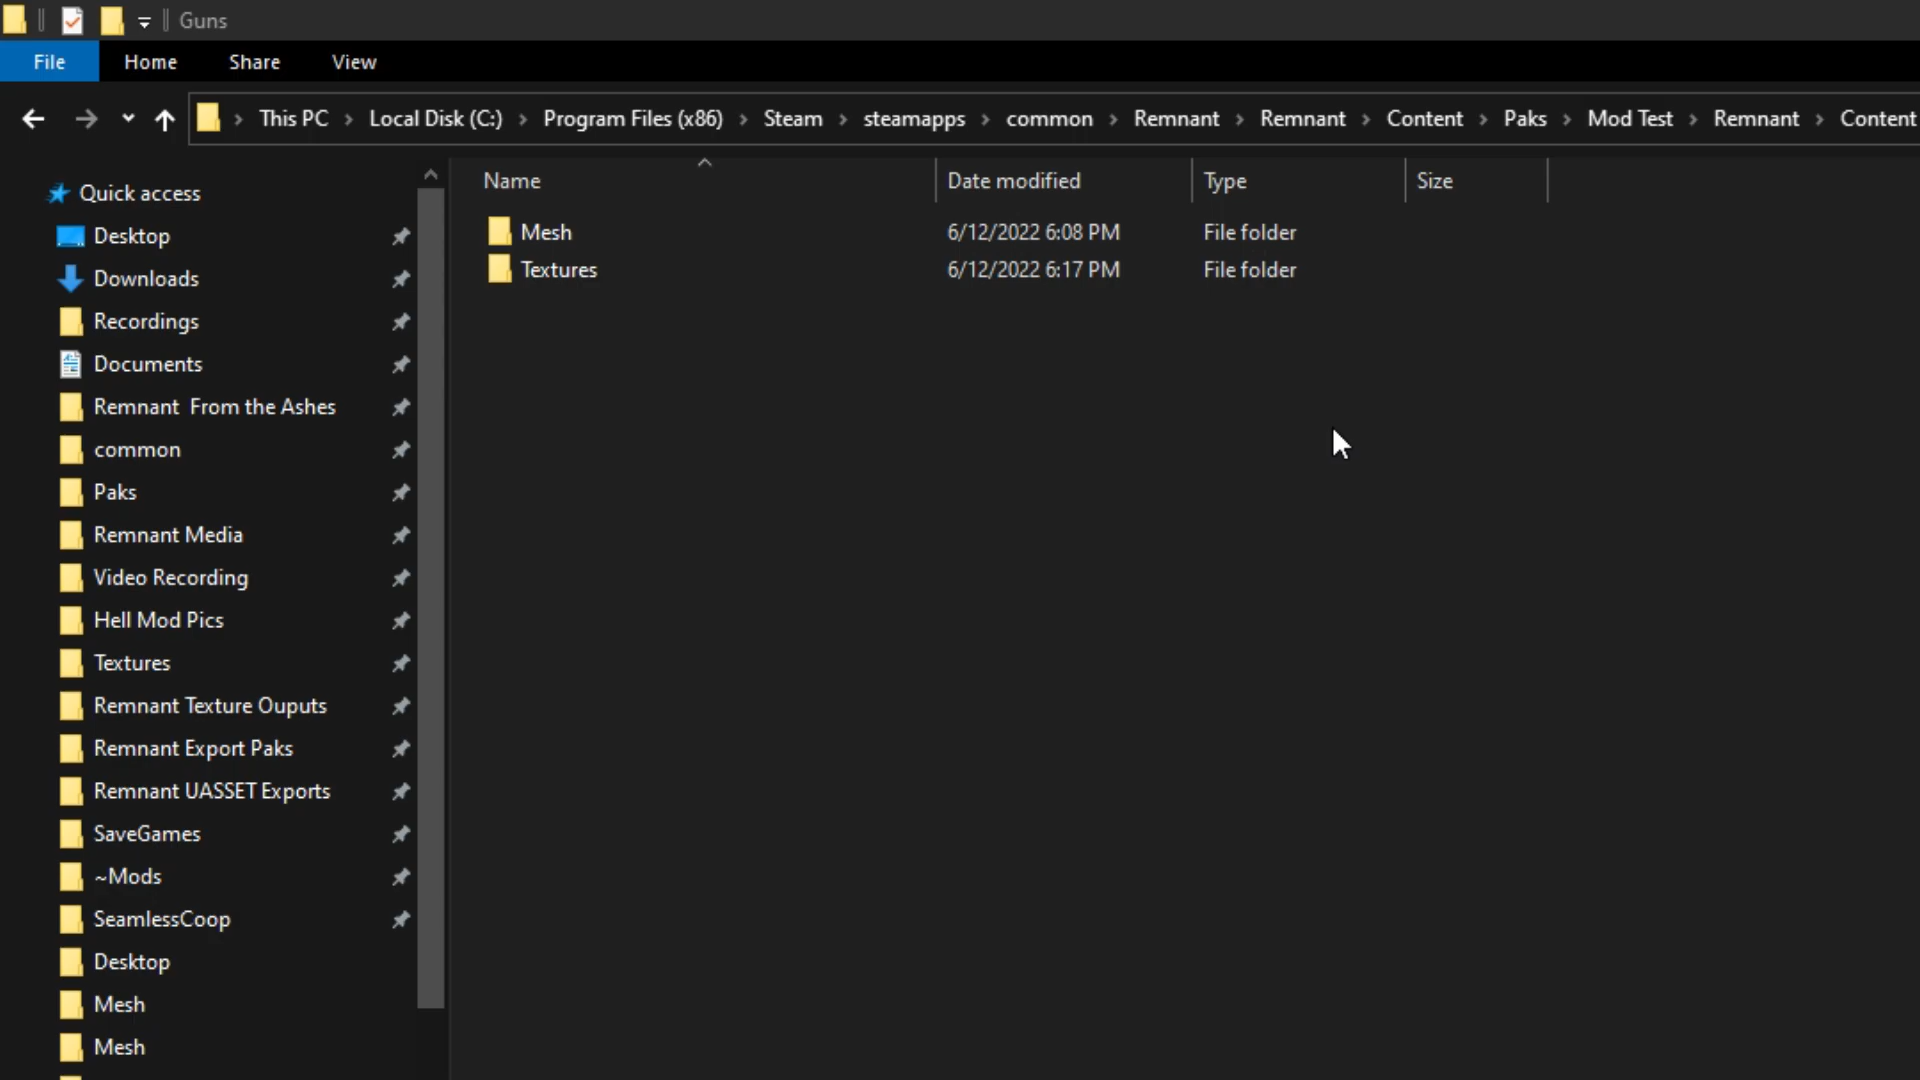 Guns
File Home Share View
This PC Local Disk (C:) Program Files (x86) Steam steamapps common Remnant Remnant Content Paks Mod Test Remnant Content
Name Date modified Type Size
Mesh 6/12/2022 6:08 PM File folder
Textures 6/12/2022 6:17 PM File folder
Quick access
Desktop
Downloads
Recordings
Documents
Remnant From the Ashes
common
Paks
Remnant Media
Video Recording
Hell Mod Pics
Textures
Remnant Texture Ouputs
Remnant Export Paks
Remnant UASSET Exports
SaveGames
~Mods
SeamlessCoop
Desktop
Mesh
Mesh